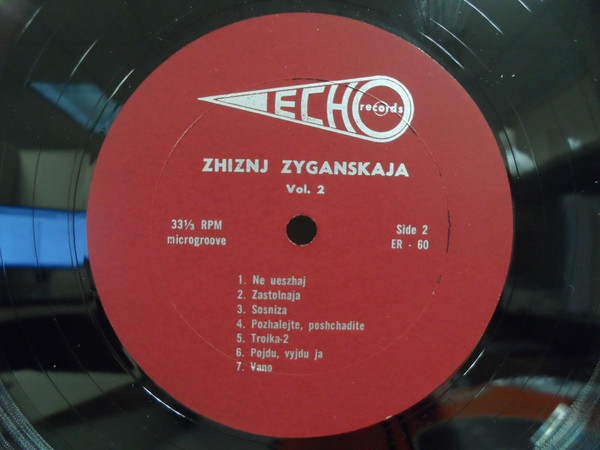 ECHO
records
ZHIZNJ ZYGANSKAJA
Vol. 2
33⅓ RPM
microgroove
Side 2
ER - 60
1. Ne ueszhaj
2. Zastolnaja
3. Sosniza
4. Pozhalejte, poshchadite
5. Troika-2
6. Pojdu, vyjdu ja
7. Vano